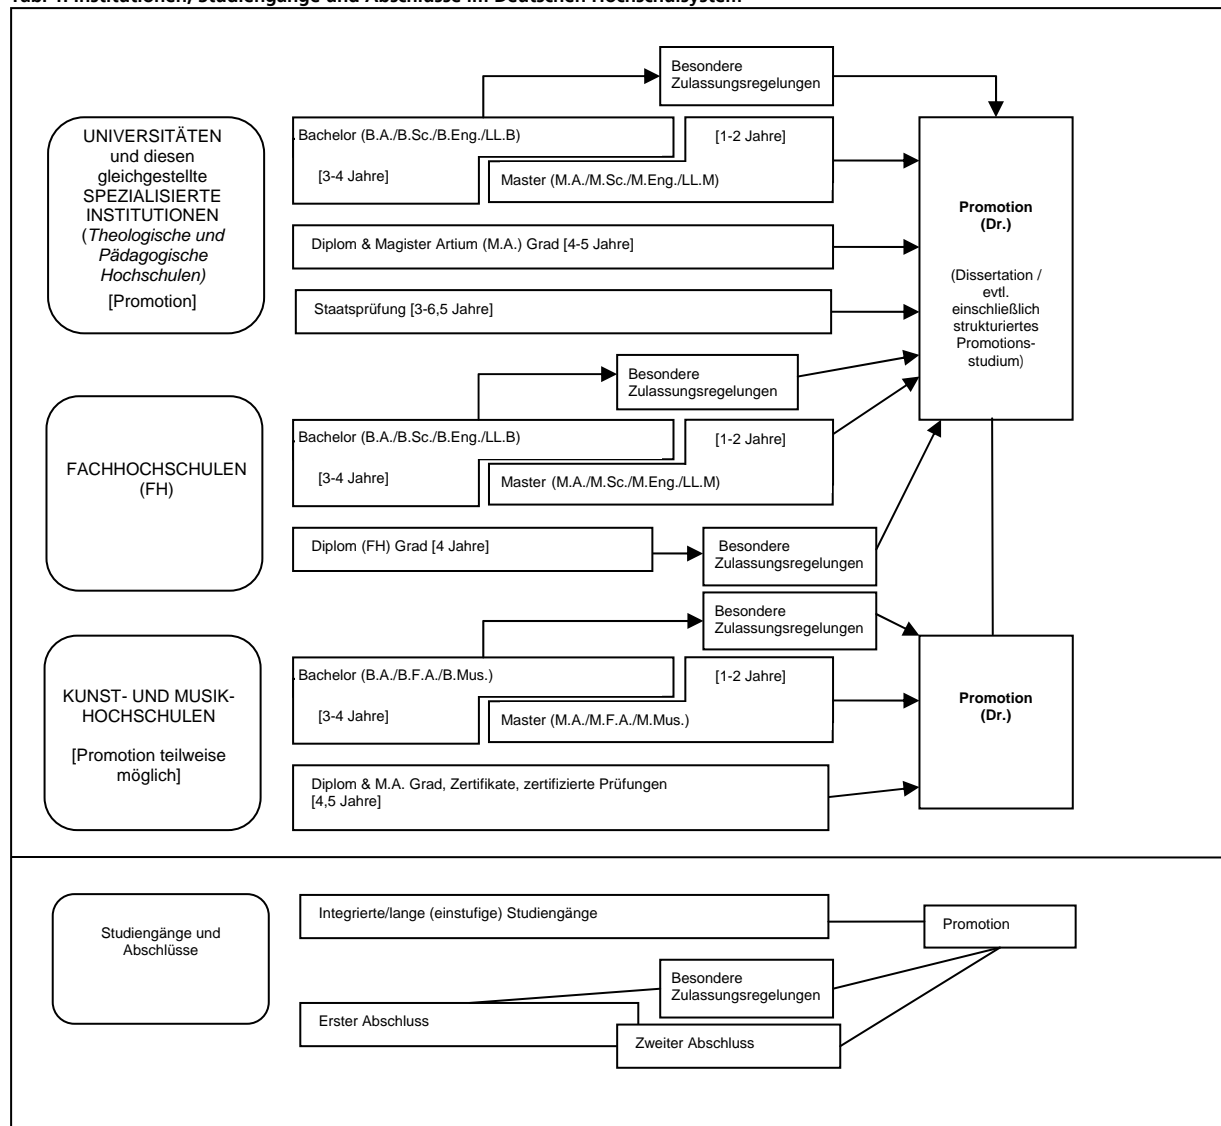 Tab. 1: Institutionen, Studiengänge und Abschlüsse im Deutschen Hochschulsystem
Besondere
Zulassungsregelungen
UNIVERSITÄTEN
und diesen
gleichgestellte
SPEZIALISIERTE
INSTITUTIONEN
(Theologische und
Pädagogische
Hochschulen)
[Promotion]
Bachelor (B.A./B.Sc./B.Eng./LL.B)
[3-4 Jahre]
[1-2 Jahre]
Master (M.A./M.Sc./M.Eng./LL.M)
Diplom & Magister Artium (M.A.) Grad [4-5 Jahre]
Staatsprüfung [3-6,5 Jahre]
Promotion
(Dr.)
(Dissertation /
evtl.
einschließlich
strukturiertes
Promotions-
studium)
Besondere
Zulassungsregelungen
FACHHOCHSCHULEN
(FH)
Bachelor (B.A./B.Sc./B.Eng./LL.B)
[3-4 Jahre]
[1-2 Jahre]
Master (M.A./M.Sc./M.Eng./LL.M)
Diplom (FH) Grad [4 Jahre]
Besondere
Zulassungsregelungen
Besondere
Zulassungsregelungen
KUNST- UND MUSIK-
HOCHSCHULEN
[Promotion teilweise
möglich]
Bachelor (B.A./B.F.A./B.Mus.)
[3-4 Jahre]
[1-2 Jahre]
Master (M.A./M.F.A./M.Mus.)
Diplom & M.A. Grad, Zertifikate, zertifizierte Prüfungen
[4,5 Jahre]
Promotion
(Dr.)
Studiengänge und
Abschlüsse
Integrierte/lange (einstufige) Studiengänge
Promotion
Besondere
Zulassungsregelungen
Erster Abschluss
Zweiter Abschluss